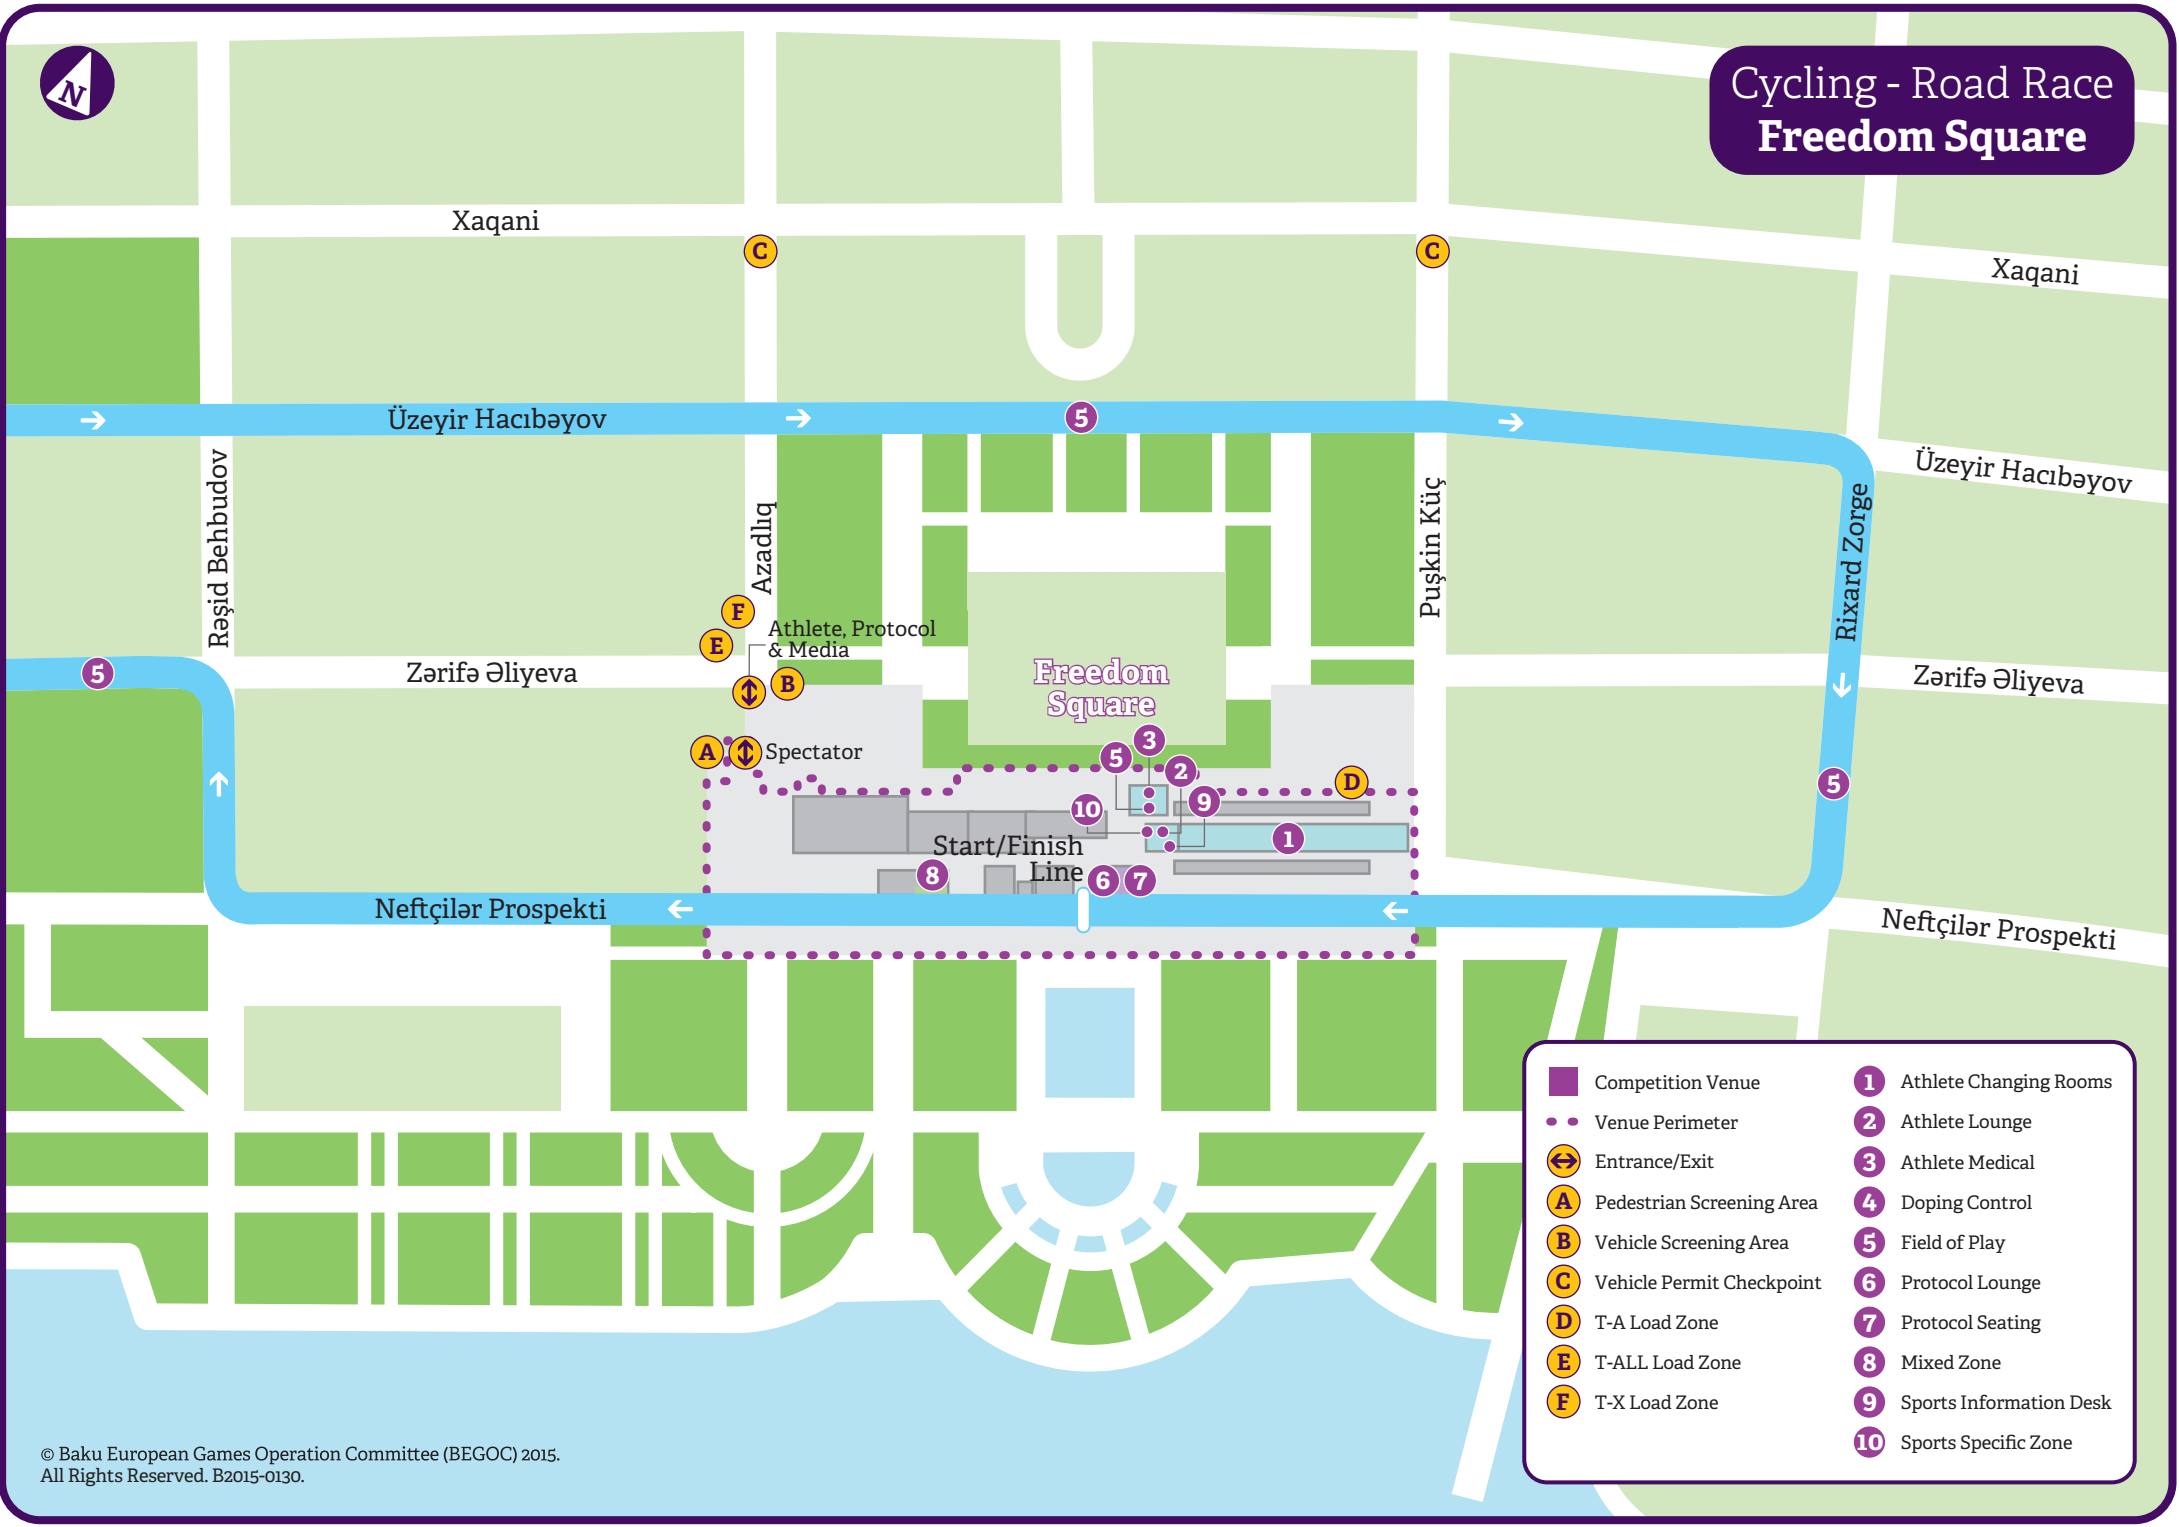 N
Cycling - Road Race
Freedom Square
Xaqani
C
C
Xaqani
Üzeyir Hacıbəyov
5
Üzeyir Hacıbəyov
Rəşid Behbudov
Azadlıq
Puşkin Küç
Rixard Zorge
F
Athlete, Protocol
& Media
E
5
Zərifə Əliyeva
B
Freedom
Square
Zərifə Əliyeva
A
Spectator
3
5
2
D
5
10
9
1
Start/Finish
Line
8
6
7
Neftçilər Prospekti
Neftçilər Prospekti
Competition Venue
Venue Perimeter
Entrance/Exit
A Pedestrian Screening Area
B Vehicle Screening Area
C Vehicle Permit Checkpoint
D T-A Load Zone
E T-ALL Load Zone
F T-X Load Zone
1 Athlete Changing Rooms
2 Athlete Lounge
3 Athlete Medical
4 Doping Control
5 Field of Play
6 Protocol Lounge
7 Protocol Seating
8 Mixed Zone
9 Sports Information Desk
10 Sports Specific Zone
© Baku European Games Operation Committee (BEGOC) 2015.
All Rights Reserved. B2015-0130.